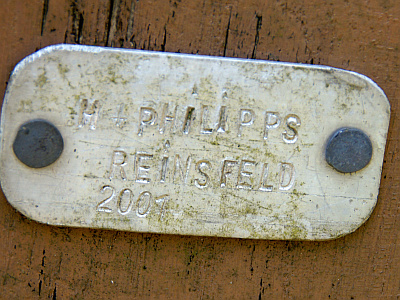 H + PHILIPPS
REINSFELD
2001